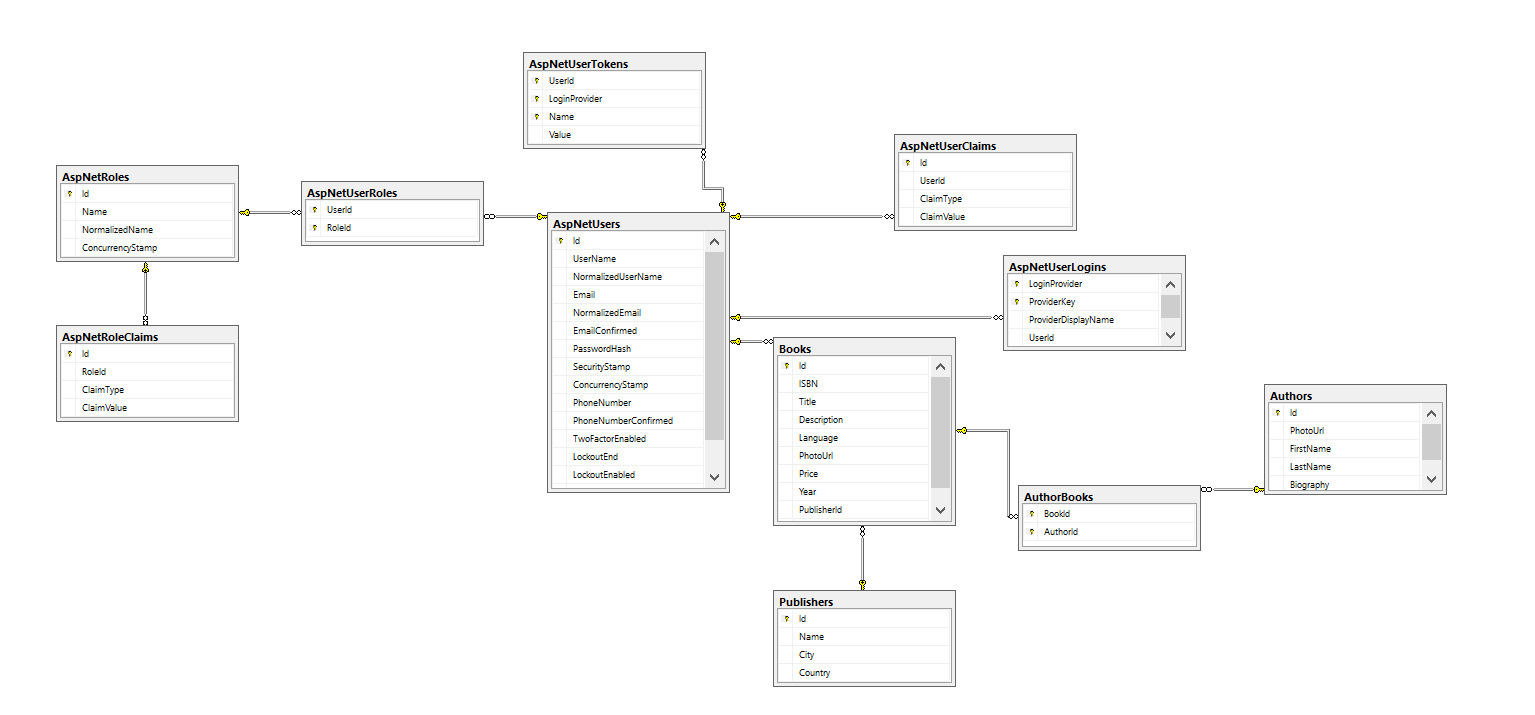 AspNetUserTokens
UserId
LoginProvider
Name
Value
AspNetUserClaims
Id
UserId
ClaimType
ClaimValue
AspNetRoles
Id
Name
NormalizedName
ConcurrencyStamp
AspNetUserRoles
UserId
RoleId
AspNetUsers
Id
UserName
NormalizedUserName
Email
NormalizedEmail
EmailConfirmed
PasswordHash
SecurityStamp
ConcurrencyStamp
PhoneNumber
PhoneNumberConfirmed
TwoFactorEnabled
LockoutEnd
LockoutEnabled
AspNetUserLogins
LoginProvider
ProviderKey
ProviderDisplayName
UserId
AspNetRoleClaims
Id
RoleId
ClaimType
ClaimValue
Books
Id
ISBN
Title
Description
Language
PhotoUrl
Price
Year
PublisherId
Authors
Id
PhotoUrl
FirstName
LastName
Biography
AuthorBooks
BookId
AuthorId
Publishers
Id
Name
City
Country